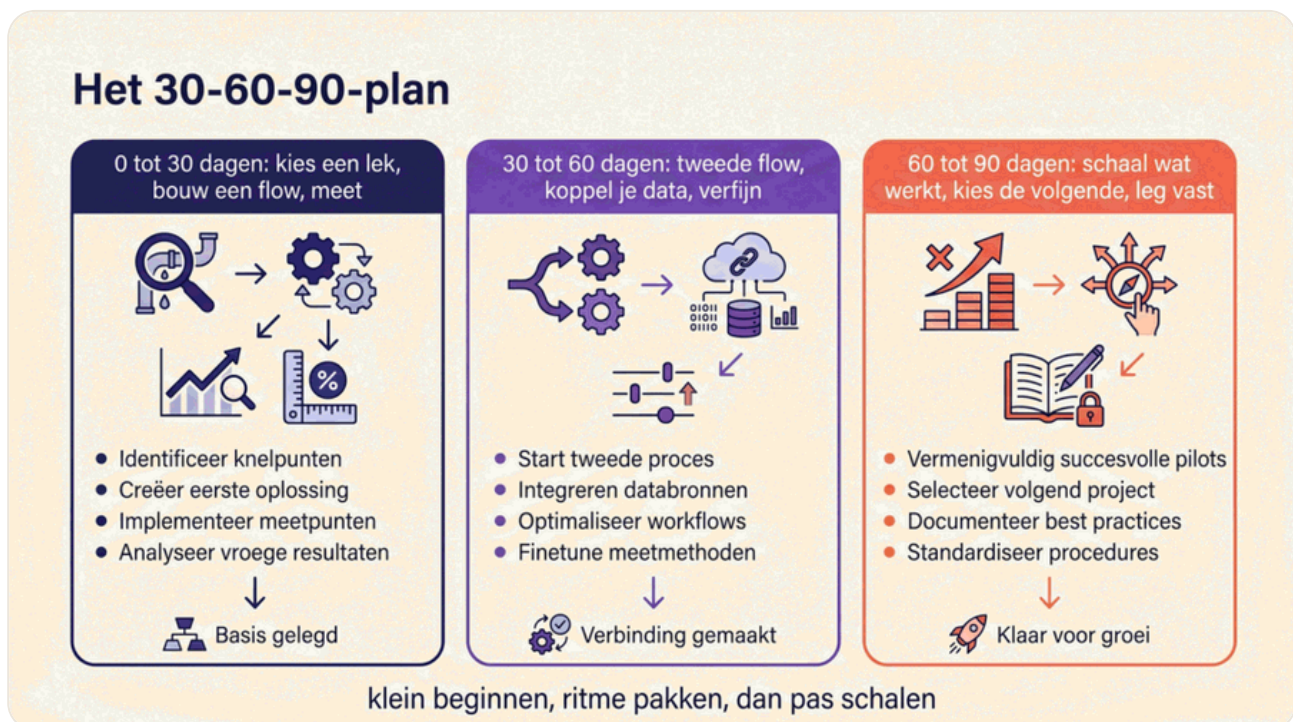 Het 30-60-90-plan
0 tot 30 dagen: kies een lek,
bouw een flow, meet
%
Identificeer knelpunten
Creëer eerste oplossing
Implementeer meetpunten
Analyseer vroege resultaten
Basis gelegd
30 tot 60 dagen: tweede flow,
koppel je data, verfijn
01011
01011
01110
Start tweede proces
Integreren databronnen
Optimaliseer workflows
Finetune meetmethoden
Verbinding gemaakt
60 tot 90 dagen: schaal wat
werkt, kies de volgende, leg vast
Vermenigvuldig succesvolle pilots
Selecteer volgend project
Documenteer best practices
Standardiseer procedures
Klaar voor groei
klein beginnen, ritme pakken, dan pas schalen